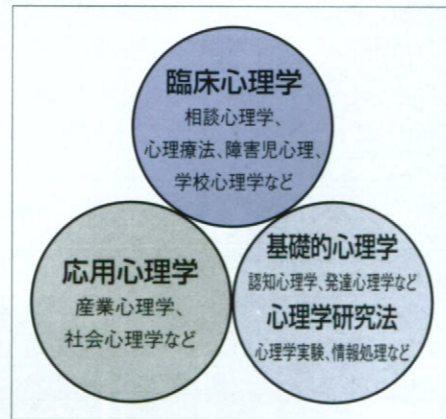 臨床心理学
相談心理学、
心理療法、障害児心理、
学校心理学など
応用心理学
産業心理学、
社会心理学など
基礎的心理学
認知心理学、発達心理学など
心理学研究法
心理学実験、情報処理など